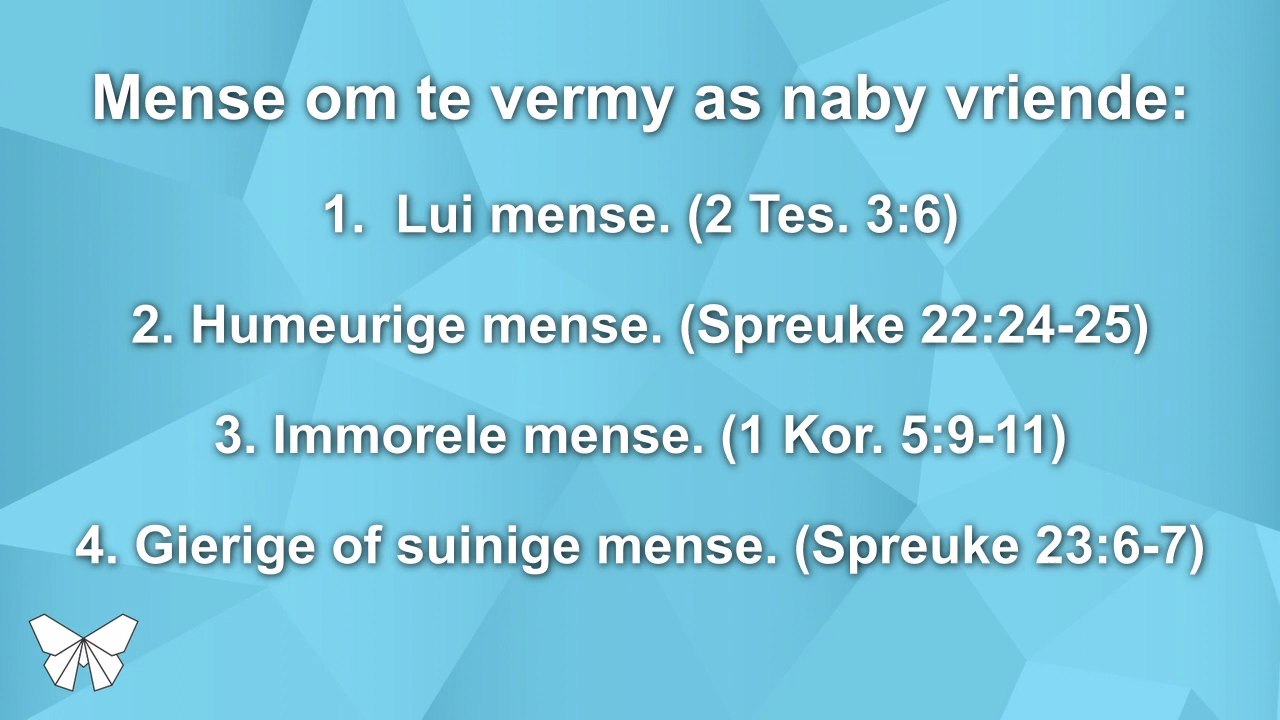 Mense om te vermy as naby vriende:
1. Lui mense. (2 Tes. 3:6)
2. Humeurige mense. (Spreuke 22:24-25)
3. Immorele mense. (1 Kor. 5:9-11)
4. Gierige of suinige mense. (Spreuke 23:6-7)